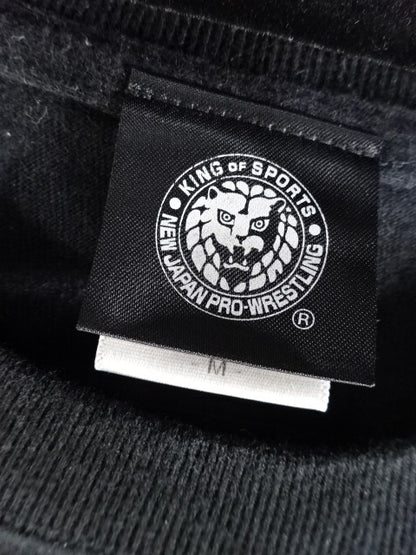 • KING OF SPORTS •
NEW JAPAN PRO-WRESTLING
®
- M -